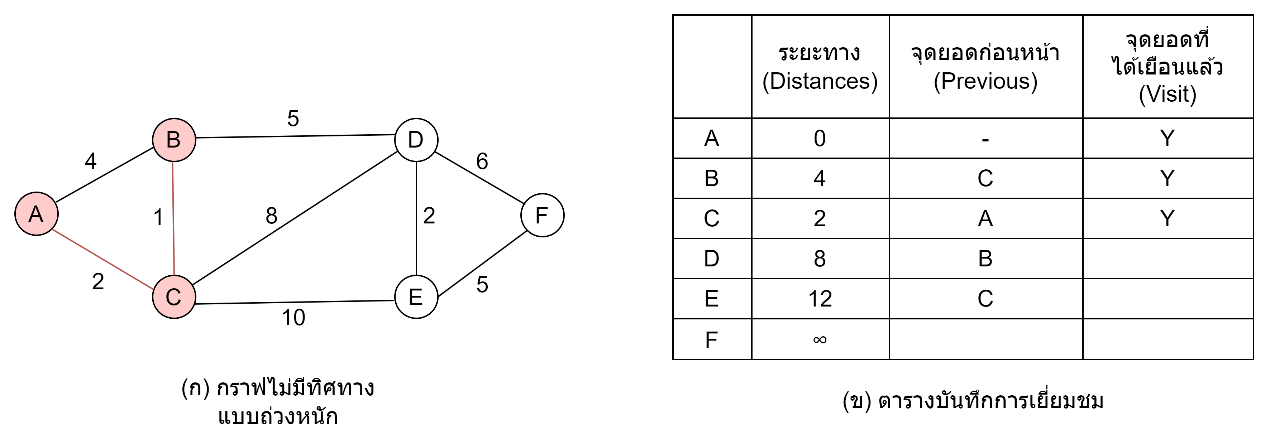 ระยะทาง
(Distances)
จุดยอดก่อนหน้า
(Previous)
จุดยอดที่
ได้เยือนแล้ว
(Visit)
A 0 - Y
B 4 C Y
C 2 A Y
D 8 B
E 12 C
F ∞
5
B D
4 6
A 1 8 2 F
2 5
C E
10
(ก) กราฟไม่มีทิศทาง
แบบถ่วงหนัก
(ข) ตารางบันทึกการเยี่ยมชม